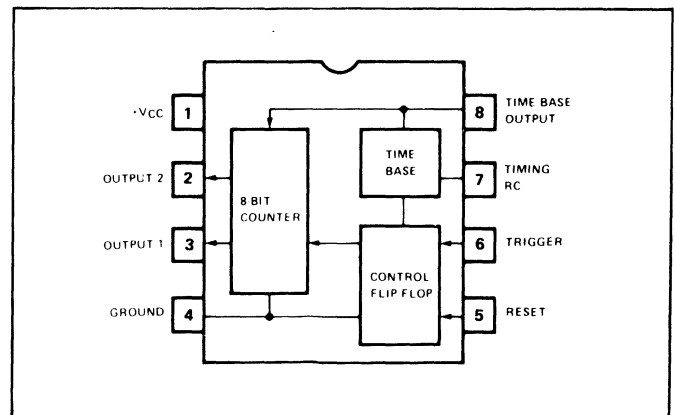 ·VCC 1
OUTPUT 2 2
OUTPUT 1 3
GROUND 4
8 BIT
COUNTER
TIME
BASE
CONTROL
FLIP FLOP
8 TIME BASE
OUTPUT
7 TIMING
RC
6 TRIGGER
5 RESET